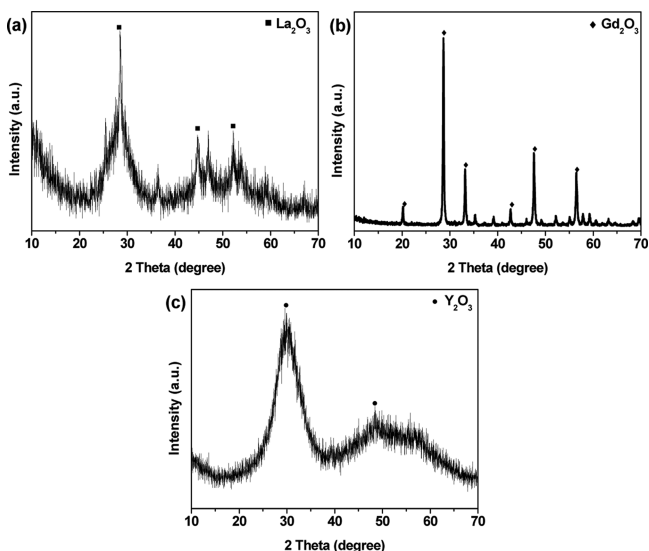 (a)
■ La₂O₃
Intensity (a.u.)
10 20 30 40 50 60 70
2 Theta (degree)
(b)
♦ Gd₂O₃
Intensity (a.u.)
10 20 30 40 50 60 70
2 Theta (degree)
(c)
● Y₂O₃
Intensity (a.u.)
10 20 30 40 50 60 70
2 Theta (degree)